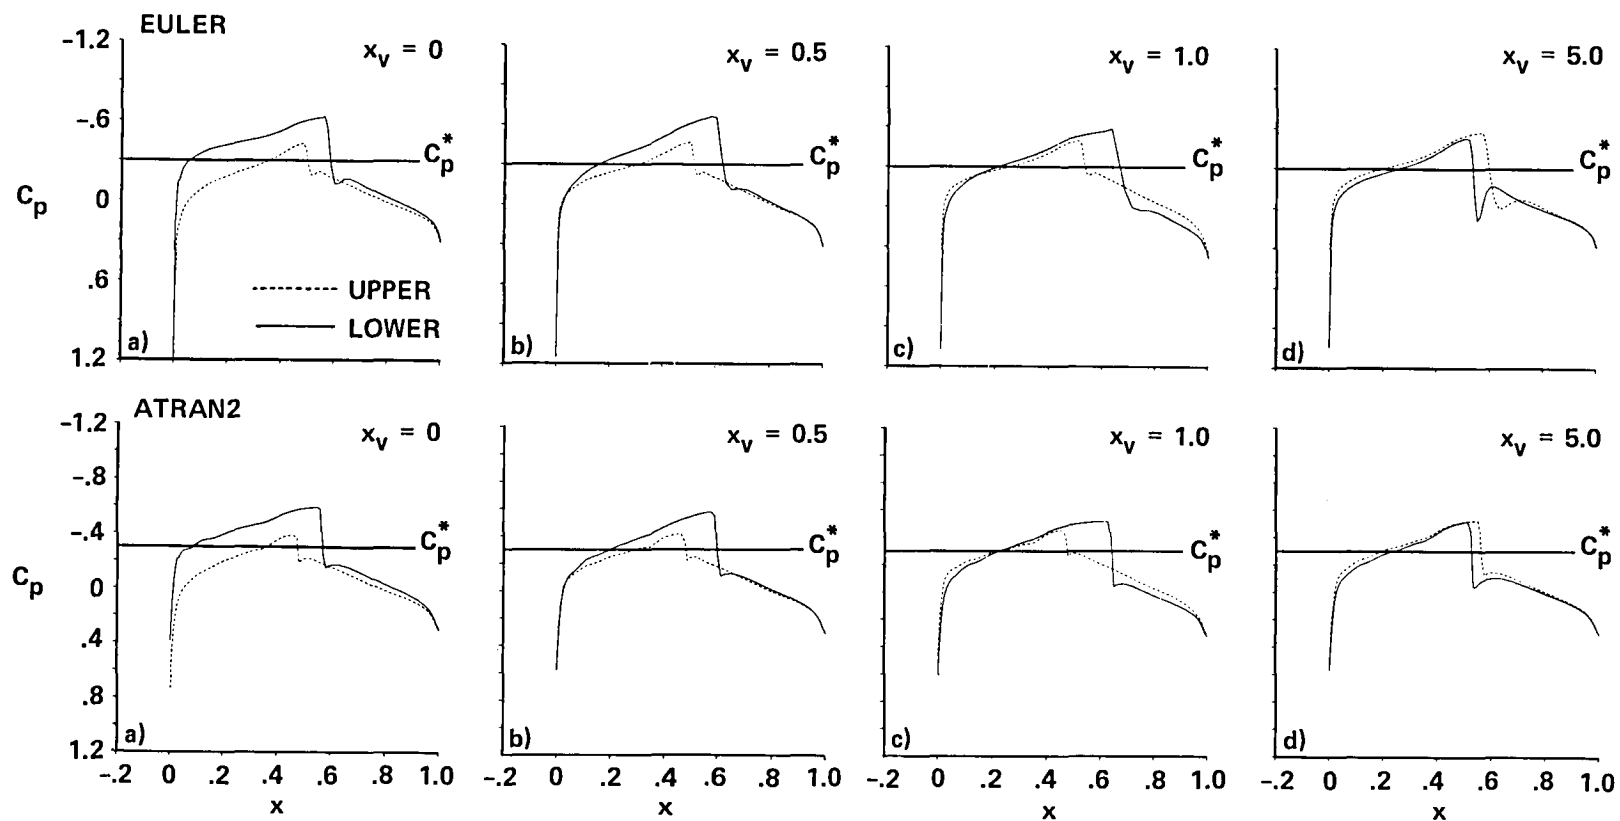 EULER
-1.2
-.6
0
.6
1.2
C_p
x_v = 0
C_p^*
UPPER
LOWER
a)
x_v = 0.5
C_p^*
b)
x_v = 1.0
C_p^*
c)
x_v = 5.0
C_p^*
d)
ATRAN2
-1.2
-.8
-.4
0
.4
.8
1.2
C_p
x_v = 0
C_p^*
a)
-.2 0 .2 .4 .6 .8 1.0
x
x_v = 0.5
C_p^*
b)
-.2 0 .2 .4 .6 .8 1.0
x
x_v = 1.0
C_p^*
c)
-.2 0 .2 .4 .6 .8 1.0
x
x_v = 5.0
C_p^*
d)
-.2 0 .2 .4 .6 .8 1.0
x